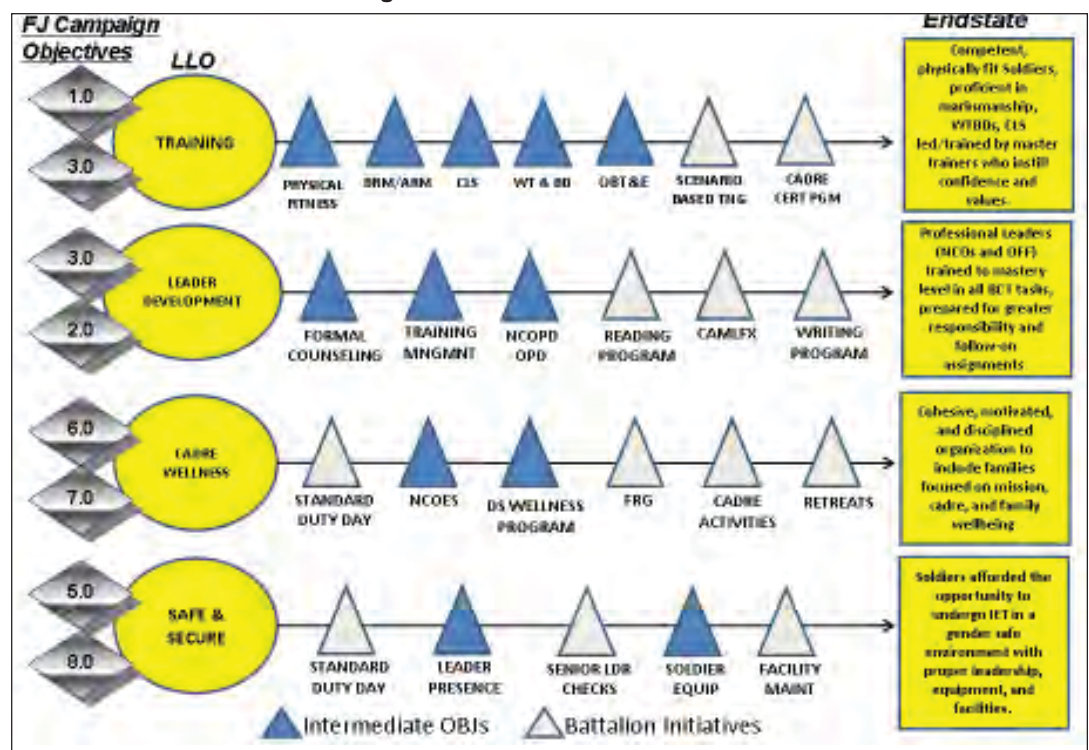 FJ Campaign
Objectives
LLO
Endstate
1.0
3.0
TRAINING
PHYSICAL
FITNESS
BRM/ARM
CLS
WT & BD
OBT&E
SCENARIO
BASED TNG
CADRE
CERT PGM
Competent,
physically fit Soldiers,
proficient in
marksmanship,
WTBDs, CLS
led/trained by master
trainers who instill
confidence and
values.
3.0
2.0
LEADER
DEVELOPMENT
FORMAL
COUNSELING
TRAINING
MNGMNT
NCOPD
OPD
READING
PROGRAM
CAMLFX
WRITING
PROGRAM
Professional Leaders
(NCOs and OFF)
trained to mastery
level in all BCT tasks,
prepared for greater
responsibility and
follow-on
assignments
6.0
7.0
CADRE
WELLNESS
STANDARD
DUTY DAY
NCOES
DS WELLNESS
PROGRAM
FRG
CADRE
ACTIVITIES
RETREATS
Cohesive, motivated,
and disciplined
organization to
include families
focused on mission,
cadre, and family
wellbeing
5.0
8.0
SAFE &
SECURE
STANDARD
DUTY DAY
LEADER
PRESENCE
SENIOR LDR
CHECKS
SOLDIER
EQUIP
FACILITY
MAINT
Soldiers afforded the
opportunity to
undergo IET in a
gender safe
environment with
proper leadership,
equipment, and
facilities.
Intermediate OBJs
Battalion Initiatives